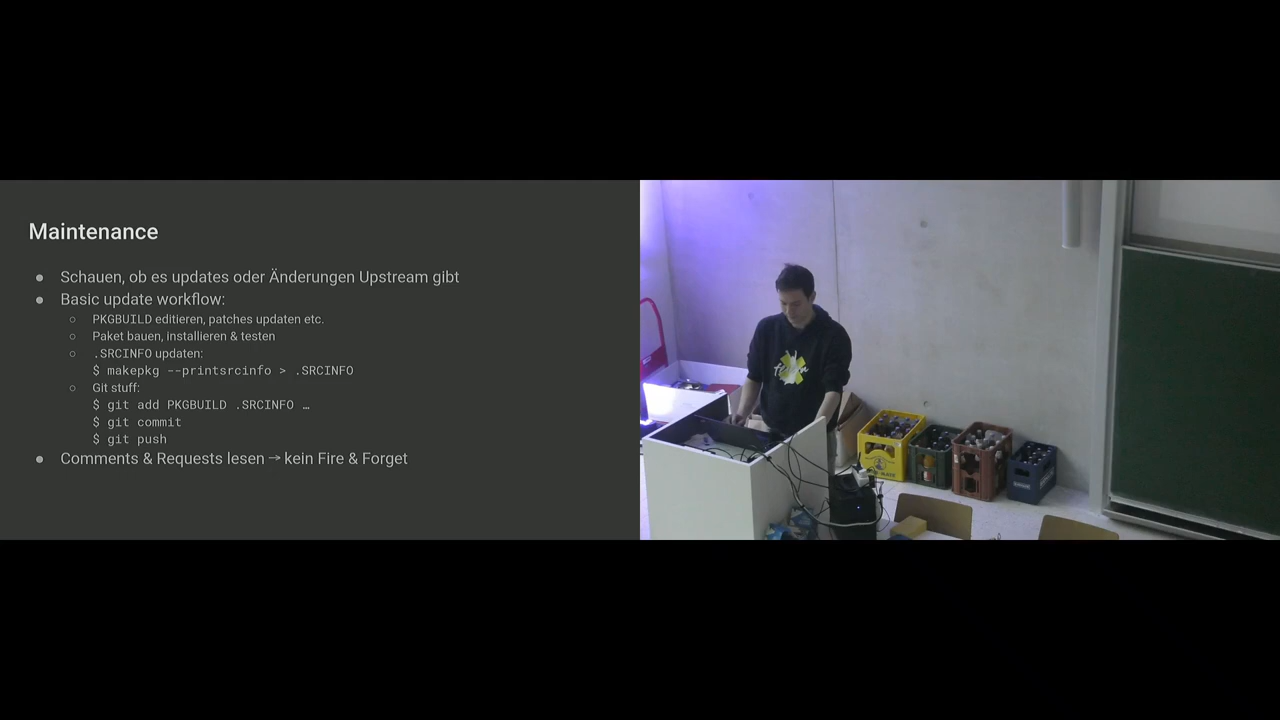 Maintenance
● Schauen, ob es updates oder Änderungen Upstream gibt
● Basic update workflow:
○ PKGBUILD editieren, patches updaten etc.
○ Paket bauen, installieren & testen
○ .SRCINFO updaten:
$ makepkg --printsrcinfo > .SRCINFO
○ Git stuff:
$ git add PKGBUILD .SRCINFO …
$ git commit
$ git push
● Comments & Requests lesen → kein Fire & Forget